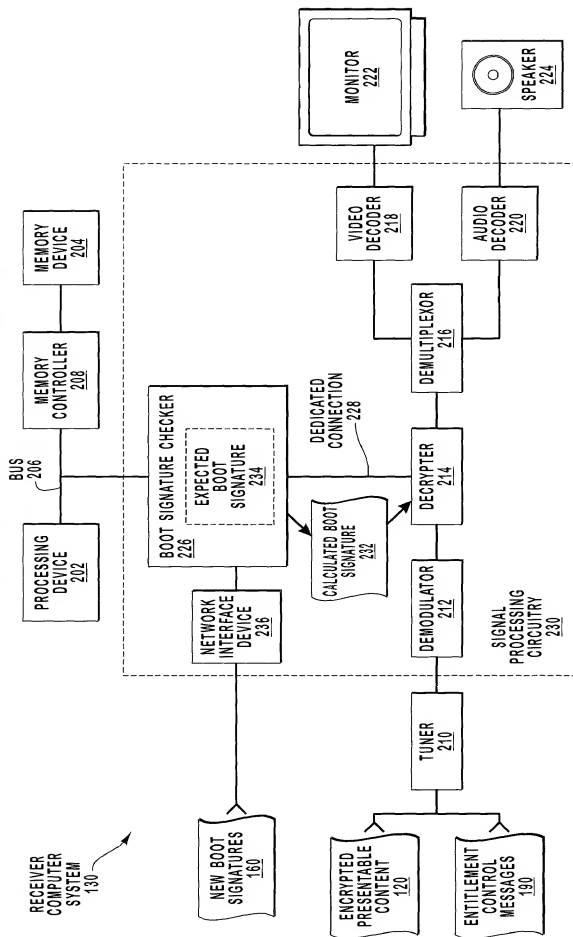 RECEIVER
COMPUTER
SYSTEM
130
PROCESSING
DEVICE
202
BUS
206
MEMORY
CONTROLLER
208
MEMORY
DEVICE
204
NEW BOOT
SIGNATURES
160
NETWORK
INTERFACE
DEVICE
236
BOOT SIGNATURE CHECKER
226
EXPECTED
BOOT
SIGNATURE
234
DEDICATED
CONNECTION
228
CALCULATED BOOT
SIGNATURE
232
ENCRYPTED
PRESENTABLE
CONTENT
120
ENTITLEMENT
CONTROL
MESSAGES
190
TUNER
210
DEMODULATOR
212
DECRYPTER
214
DEMULTIPLEXOR
216
VIDEO
DECODER
218
AUDIO
DECODER
220
MONITOR
222
SPEAKER
224
SIGNAL
PROCESSING
CIRCUITRY
230